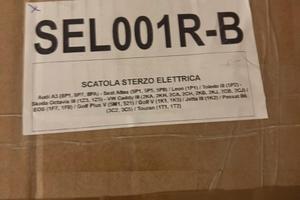 SEL001R-B
SCATOLA STERZO ELETTRICA
Audi A3 (8P1, 8P7, 8PA) - Seat Altea (5P1, 5P5, 5P8) / Leon (1P1) / Toledo III (5P2) -
Skoda Octavia III (1Z3, 1Z5) - VW Caddy III (2KA, 2KH, 2CA, 2CH, 2KB, 2KJ, 2CB, 2CJ) /
EOS (1F7, 1F8) / Golf Plus V (5M1, 521) / Golf V (1K1, 1K5) / Jetta III (1K2) / Passat B6
(3C2, 3C5) / Touran (1T1, 1T2)